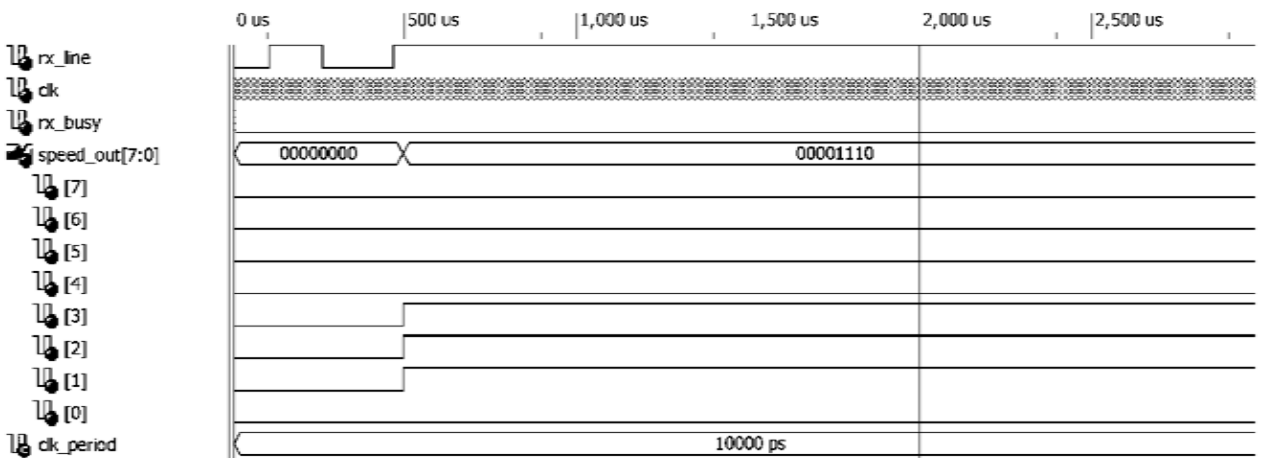 0 us 500 us 1,000 us 1,500 us 2,000 us 2,500 us
rx_line
clk
rx_busy
speed_out[7:0] 00000000 00001110
[7]
[6]
[5]
[4]
[3]
[2]
[1]
[0]
clk_period 10000 ps